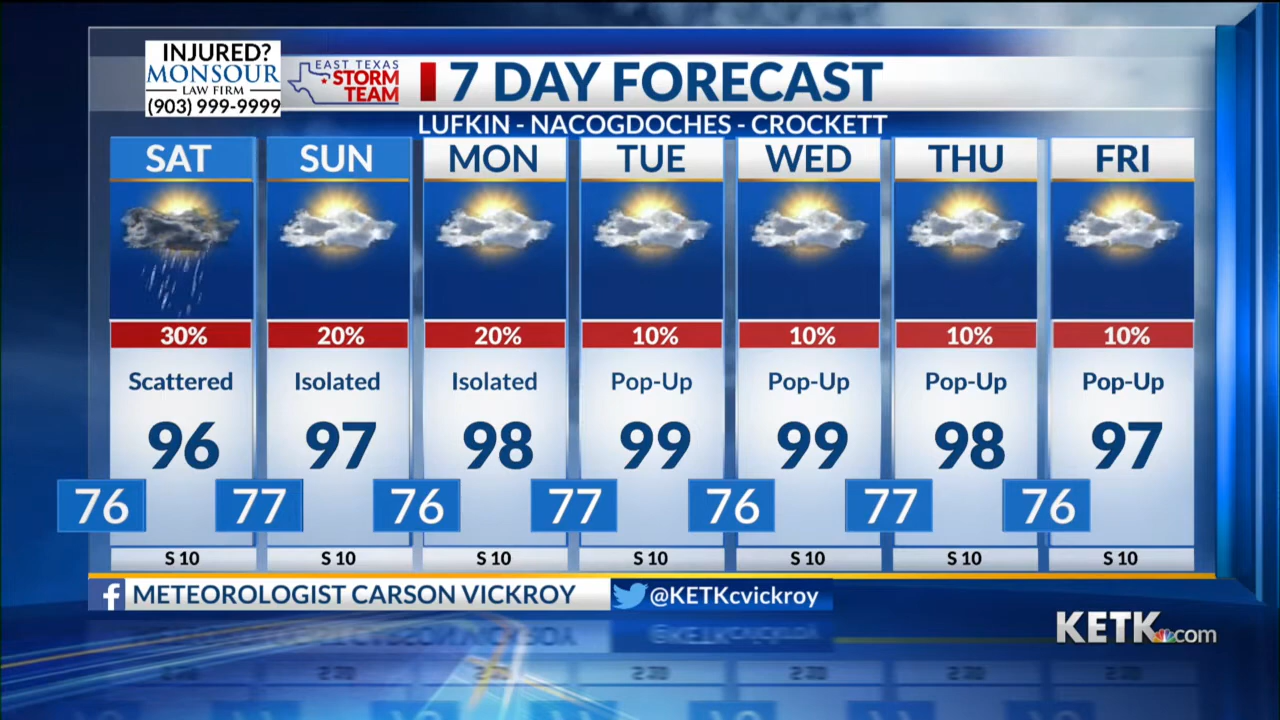 INJURED?
MONSOUR
LAW FIRM
(903) 999-9999
EAST TEXAS
STORM
TEAM
7 DAY FORECAST
LUFKIN - NACOGDOCHES - CROCKETT
SAT SUN MON TUE WED THU FRI
30% 20% 20% 10% 10% 10% 10%
Scattered Isolated Isolated Pop-Up Pop-Up Pop-Up Pop-Up
96 97 98 99 99 98 97
76 77 76 77 76 77 76
S 10 S 10 S 10 S 10 S 10 S 10 S 10
f METEOROLOGIST CARSON VICKROY @KETKcvickroy
KETK.com